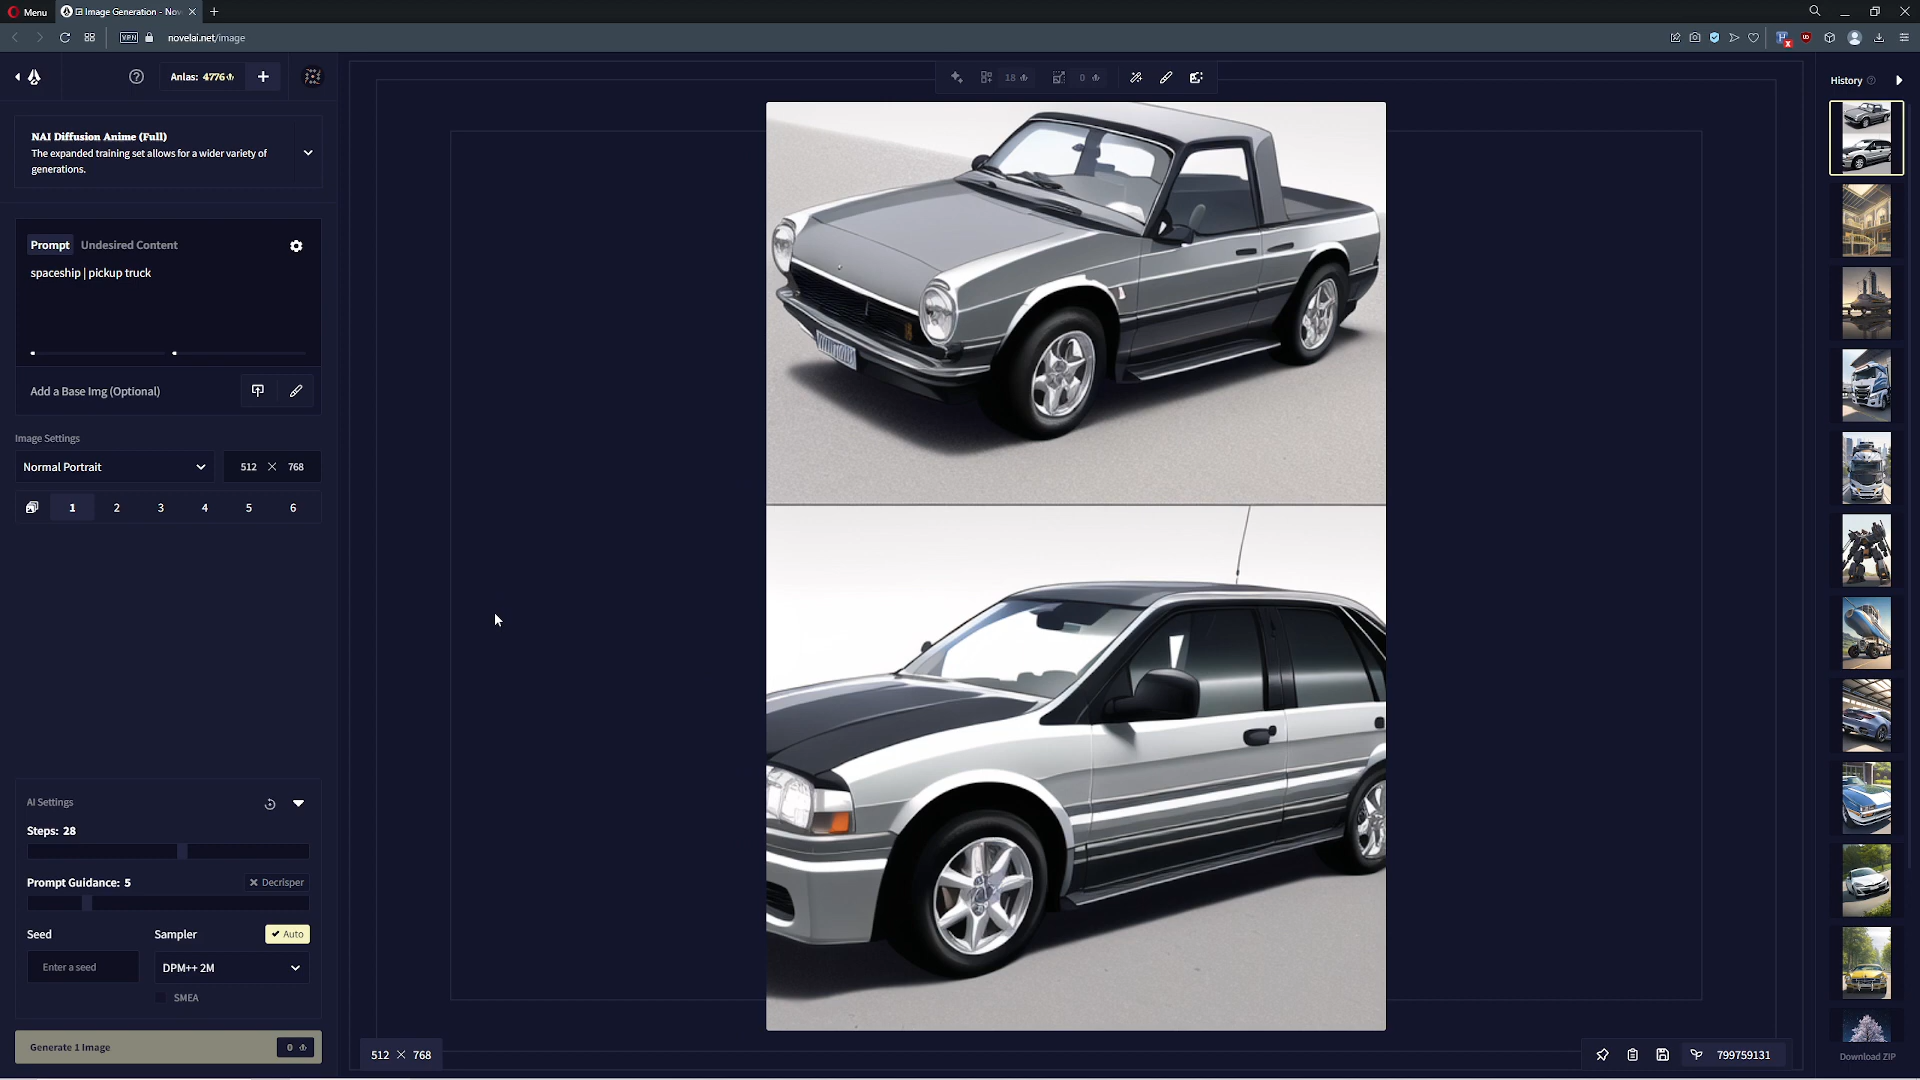 Menu
Image Generation - Nov
VPN
novelai.net/image
Anlas: 4776
18
0
History
NAI Diffusion Anime (Full)
The expanded training set allows for a wider variety of
generations.
Prompt
Undesired Content
spaceship | pickup truck
Add a Base Img (Optional)
Image Settings
Normal Portrait
512 × 768
1
2
3
4
5
6
AI Settings
Steps: 28
Prompt Guidance: 5
Decrisper
Seed
Sampler
Auto
Enter a seed
DPM++ 2M
SMEA
Generate 1 Image
0
512 × 768
799759131
Download ZIP